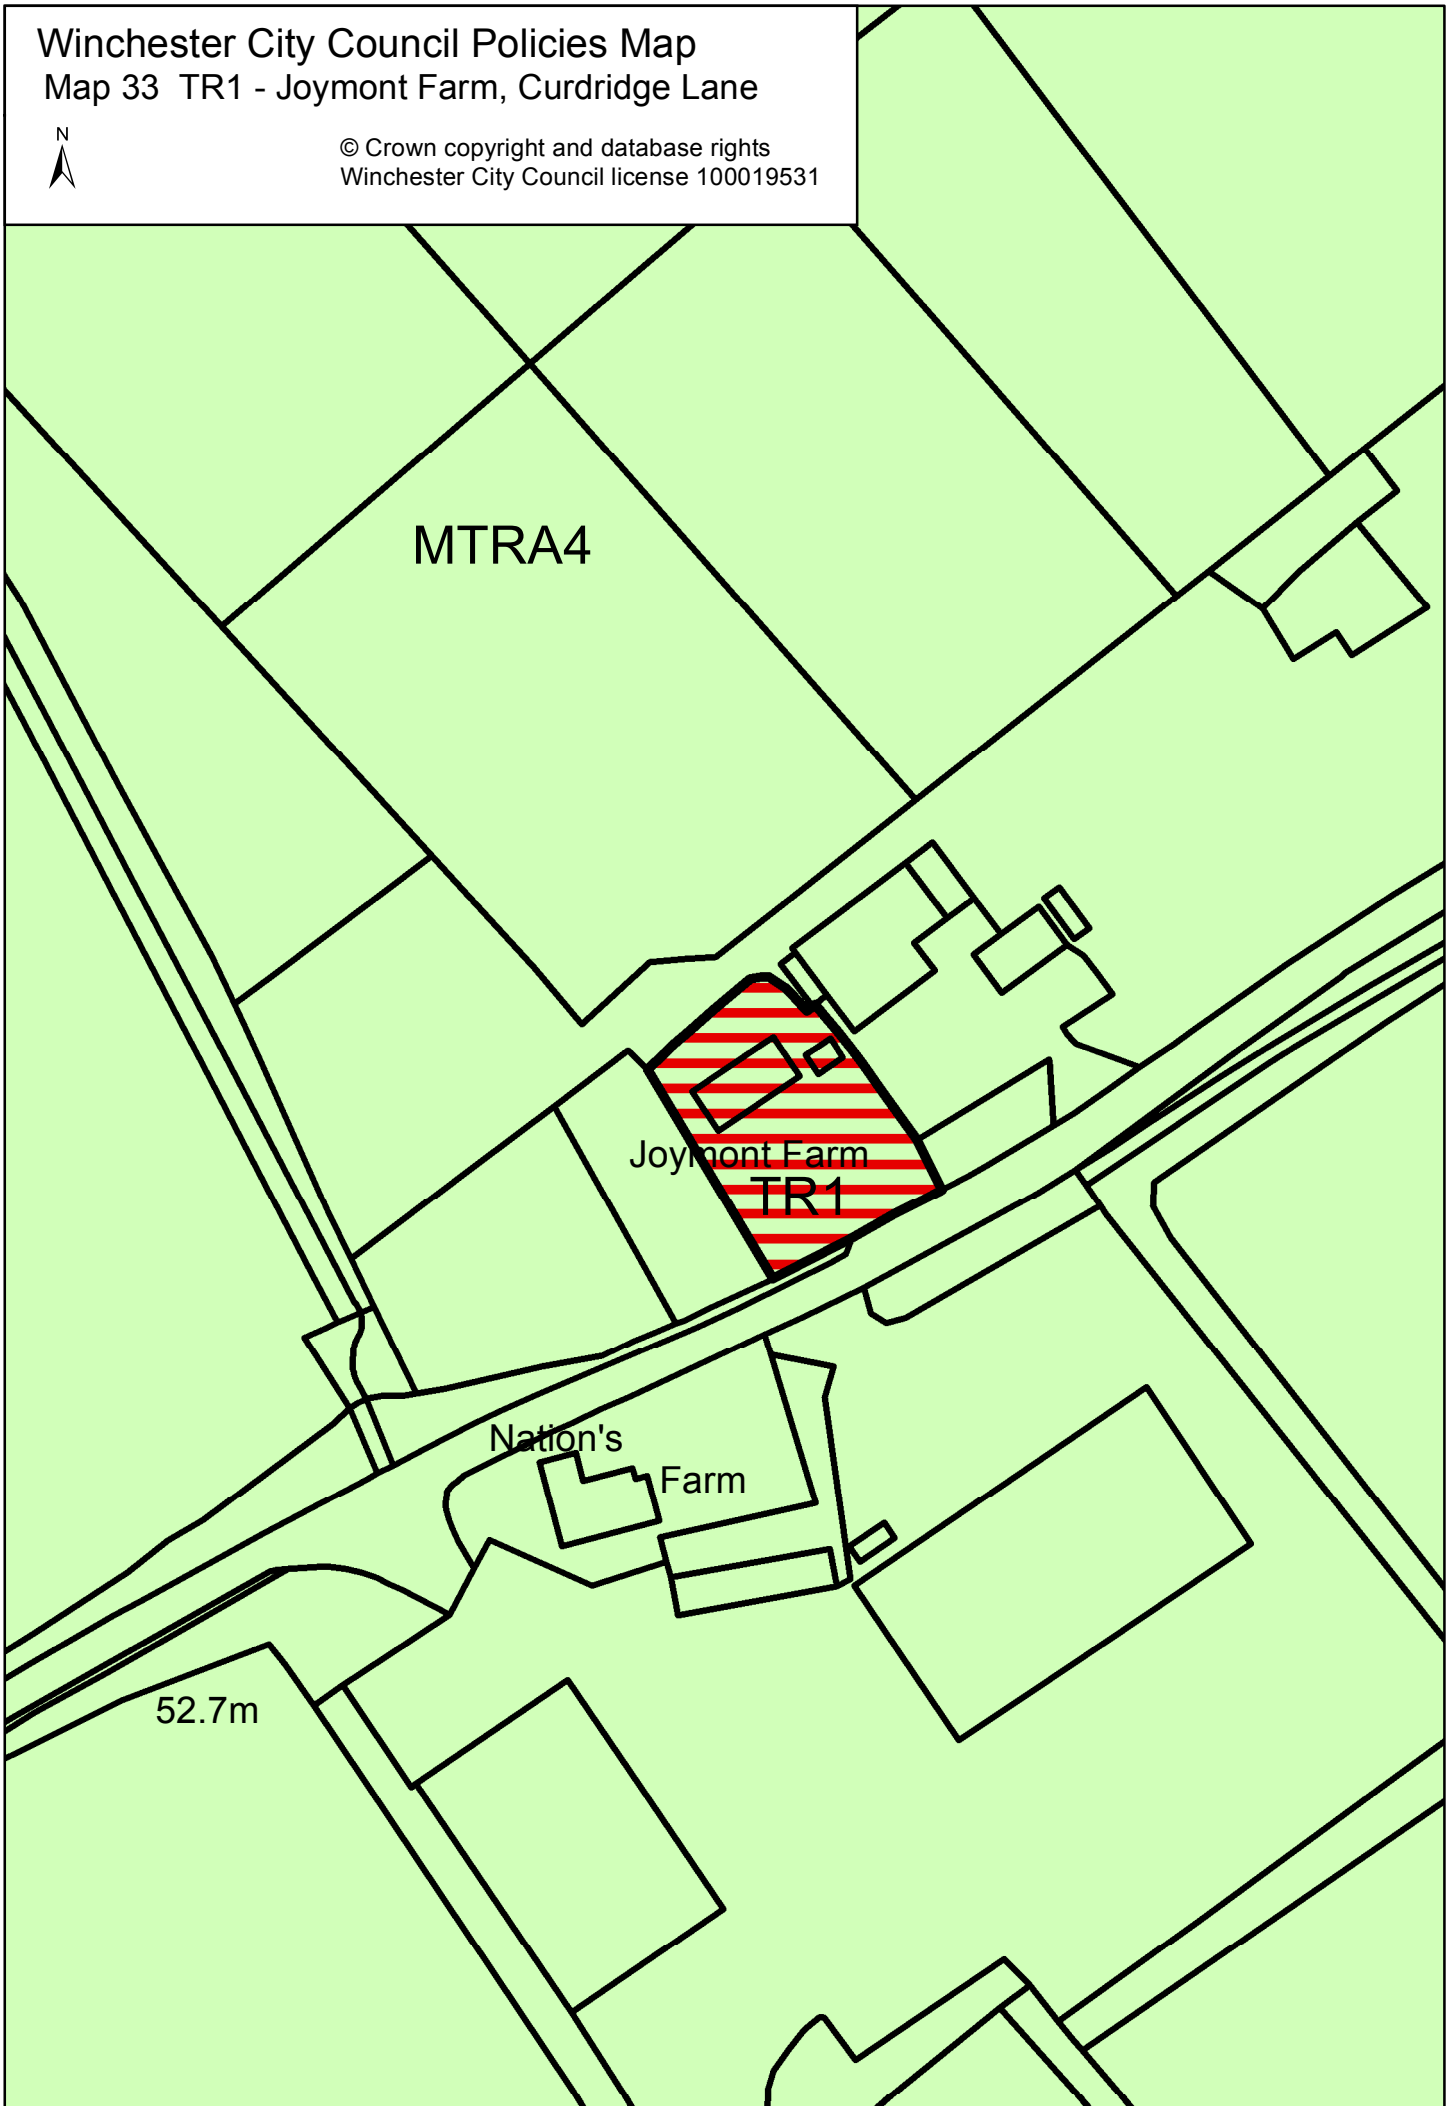 Winchester City Council Policies Map
Map 33 TR1 - Joymont Farm, Curdridge Lane
N
© Crown copyright and database rights
Winchester City Council license 100019531
MTRA4
Joymont Farm
TR1
Nation's
Farm
52.7m